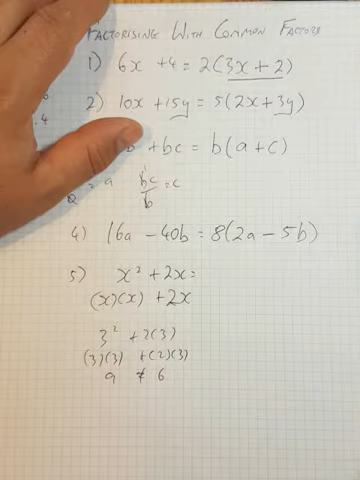 FACTORISING WITH COMMON FACTORS
1) 6x + 4 = 2(3x + 2)
2) 10x + 15y = 5(2x + 3y)
b + bc = b(a + c)
= a bc/b = c
4) 16a - 40b = 8(2a - 5b)
5) x² + 2x =
(x)(x) + 2x
3² + 2(3)
(3)(3) + (2)(3)
9 + 6